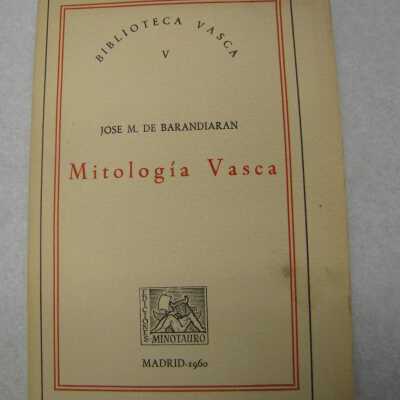 BIBLIOTECA VASCA
V
JOSE M. DE BARANDIARAN
Mitología Vasca
EDICIONES
MINOTAURO
MADRID-1960